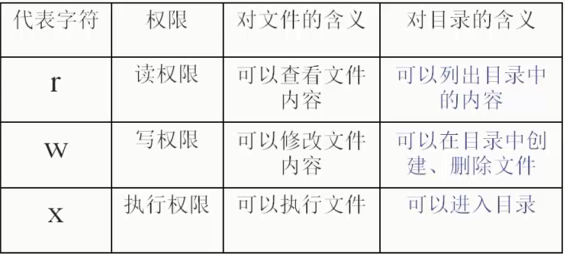 代表字符 权限 对文件的含义 对目录的含义
r 读权限 可以查看文件内容 可以列出目录中的内容
w 写权限 可以修改文件内容 可以在目录中创建、删除文件
x 执行权限 可以执行文件 可以进入目录